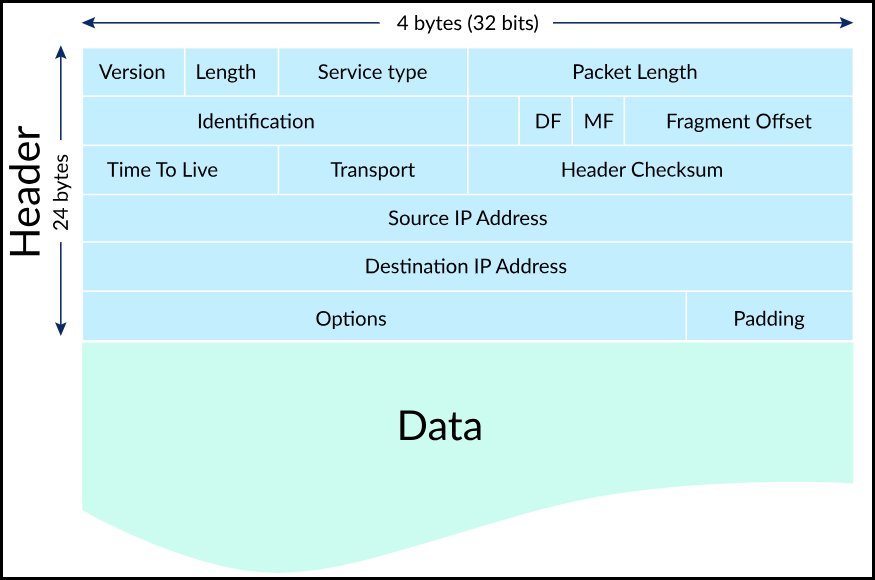 4 bytes (32 bits)
Version Length Service type Packet Length
Identification DF MF Fragment Offset
Time To Live Transport Header Checksum
Source IP Address
Destination IP Address
Options Padding
Header
24 bytes
Data